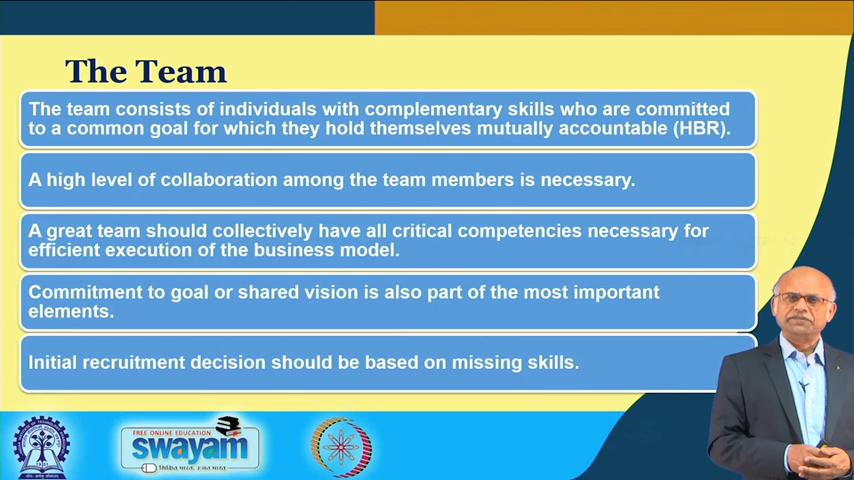 The Team
The team consists of individuals with complementary skills who are committed
to a common goal for which they hold themselves mutually accountable (HBR).
A high level of collaboration among the team members is necessary.
A great team should collectively have all critical competencies necessary for
efficient execution of the business model.
Commitment to goal or shared vision is also part of the most important
elements.
Initial recruitment decision should be based on missing skills.
FREE ONLINE EDUCATION
swayam
शिक्षित भारत, उन्नत भारत